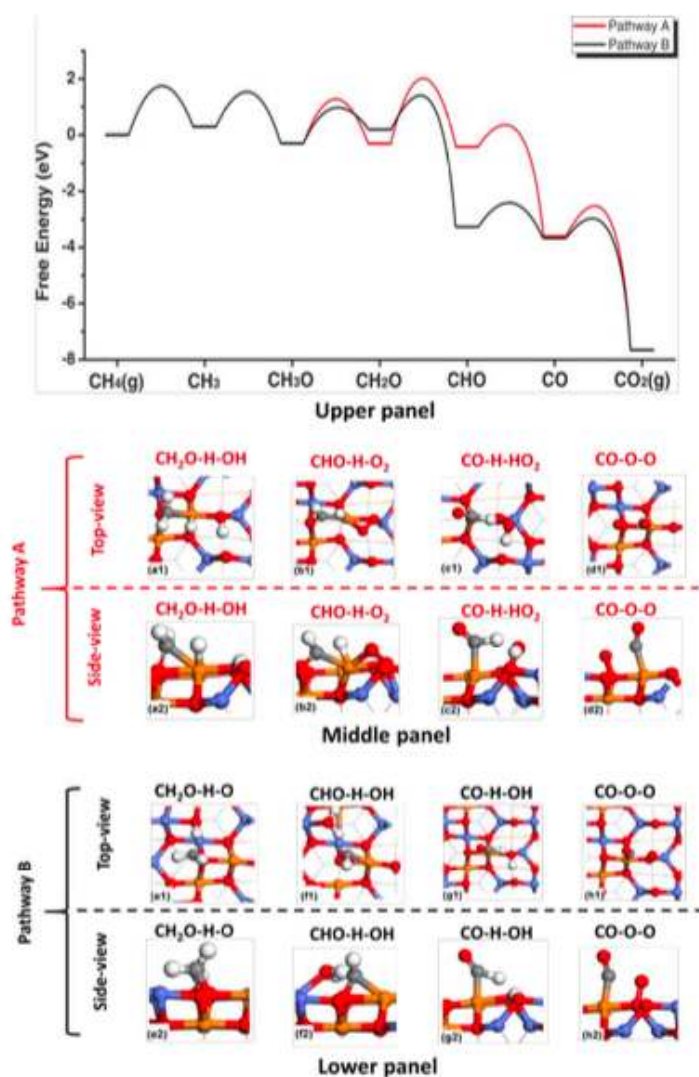 Pathway A
Pathway B
Free Energy (eV)
2
0
-2
-4
-6
-8
CH₄(g) CH₃ CH₃O CH₂O CHO CO CO₂(g)
Upper panel
Pathway A
Top-view
CH₂O-H-OH CHO-H-O₂ CO-H-HO₂ CO-O-O
(a1) (b1) (c1) (d1)
Side-view
CH₂O-H-OH CHO-H-O₂ CO-H-HO₂ CO-O-O
(a2) (b2) (c2) (d2)
Middle panel
Pathway B
Top-view
CH₂O-H-O CHO-H-OH CO-H-OH CO-O-O
(e1) (f1) (g1) (h1)
Side-view
CH₂O-H-O CHO-H-OH CO-H-OH CO-O-O
(e2) (f2) (g2) (h2)
Lower panel